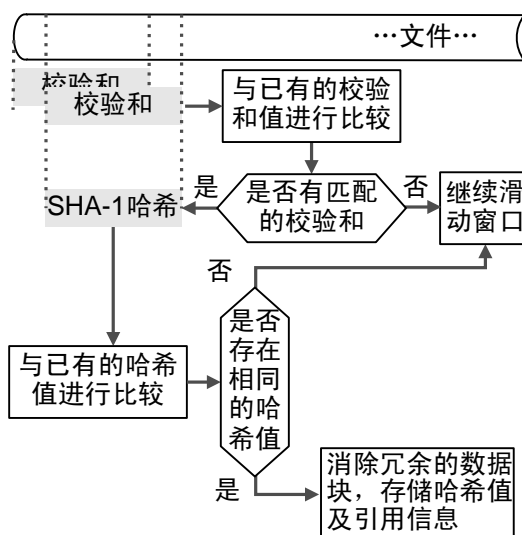 …文件…
校验和
校验和
与已有的校验
和值进行比较
是
是否有匹配
的校验和
否
继续滑
动窗口
SHA-1哈希
否
与已有的哈希
值进行比较
是否
存在
相同
的哈
希值
是
消除冗余的数据
块，存储哈希值
及引用信息